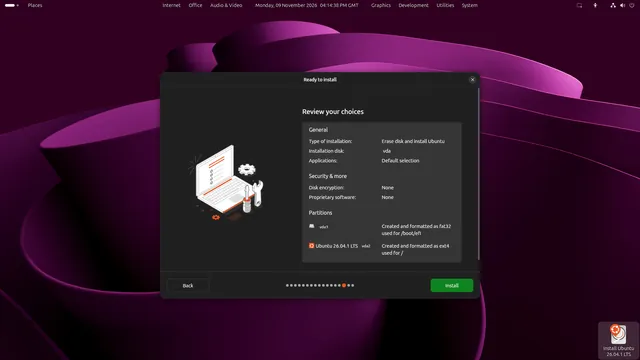 Places Internet Office Audio & Video Monday, 09 November 2026 04:14:38 PM GMT Graphics Development Utilities System
Ready to Install
Review your choices
General
Type of installation: Erase disk and install Ubuntu
Installation disk: vda
Applications: Default selection
Security & more
Disk encryption: None
Proprietary software: None
Partitions
vda1 Created and formatted as fat32
used for /boot/efi
Ubuntu 26.04.1 LTS vda2 Created and formatted as ext4
used for /
Back Install
Install Ubuntu
26.04.1 LTS